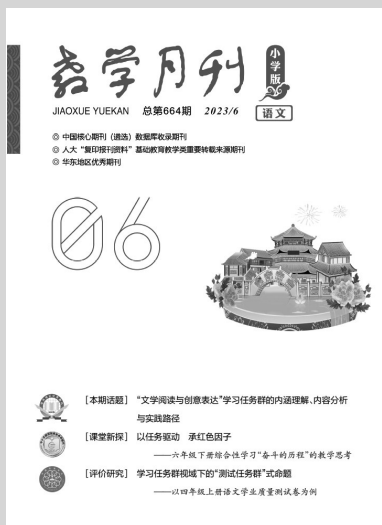 教学月刊
小学版
JIAOXUE YUEKAN 总第664期 2023/6 语文
◎ 中国核心期刊（遴选）数据库收录期刊
◎ 人大“复印报刊资料”基础教育教学类重要转载来源期刊
◎ 华东地区优秀期刊
06
[本期话题] “文学阅读与创意表达”学习任务群的内涵理解、内容分析
与实践路径
[课堂新探] 以任务驱动 承红色因子
——六年级下册综合性学习“奋斗的历程”的教学思考
[评价研究] 学习任务群视域下的“测试任务群”式命题
——以四年级上册语文学业质量测试卷为例